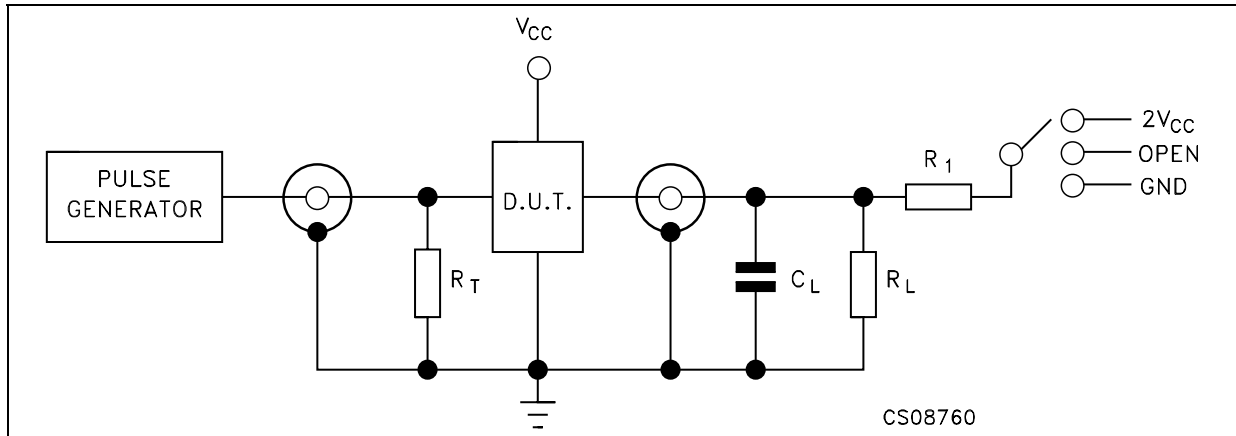 VCC
PULSE
GENERATOR
RT
D.U.T.
CL
RL
R1
2VCC
OPEN
GND
CS08760